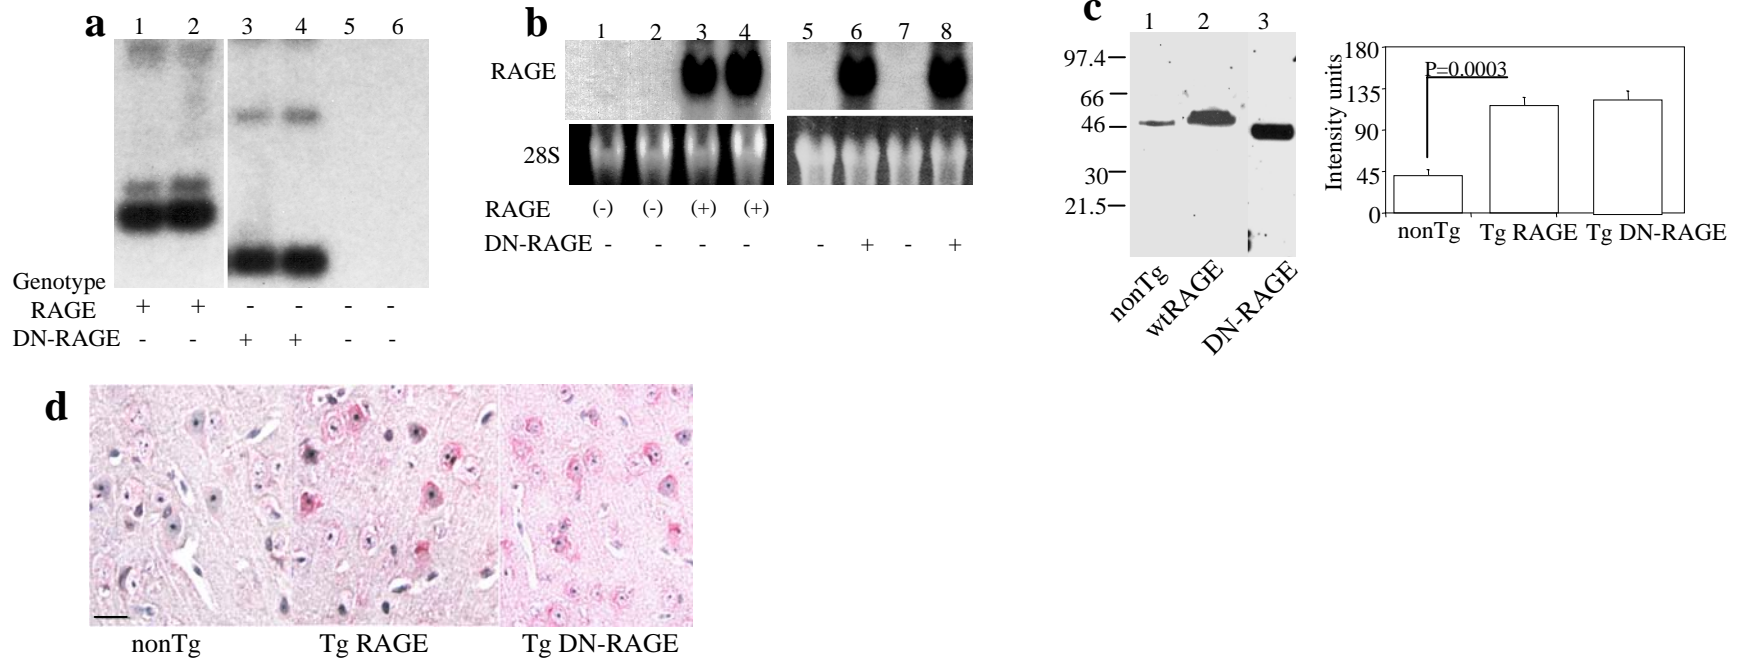 a
1 2 3 4 5 6
Genotype
RAGE + + - - - -
DN-RAGE - - + + - -
b
1 2 3 4 5 6 7 8
RAGE
28S
RAGE (-) (-) (+) (+)
DN-RAGE - - - - - + - +
c
1 2 3
97.4
66
46
30
21.5
nonTg
wtRAGE
DN-RAGE
Intensity units
180
135
90
45
0
P=0.0003
nonTg Tg RAGE Tg DN-RAGE
d
nonTg Tg RAGE Tg DN-RAGE